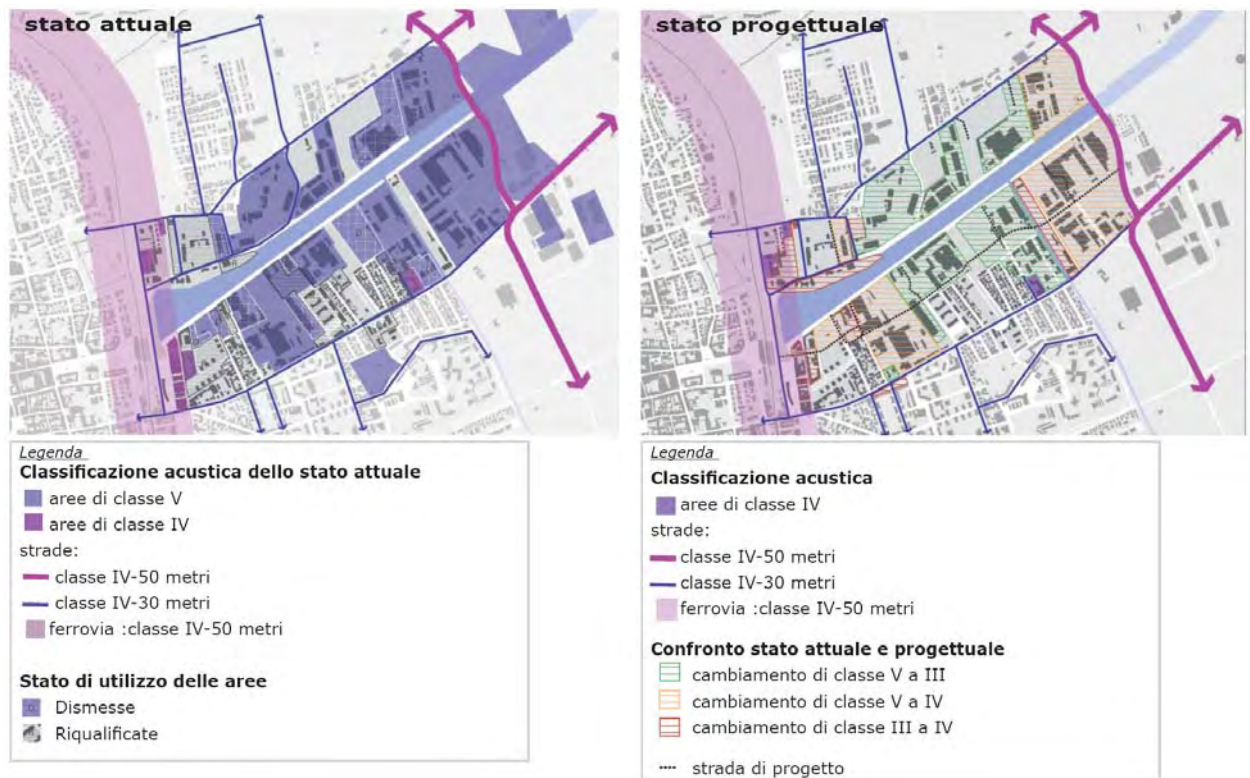 stato attuale
Legenda
Classificazione acustica dello stato attuale
aree di classe V
aree di classe IV
strade:
classe IV-50 metri
classe IV-30 metri
ferrovia :classe IV-50 metri
Stato di utilizzo delle aree
Dismesse
Riqualificate
stato progettuale
Legenda
Classificazione acustica
aree di classe IV
strade:
classe IV-50 metri
classe IV-30 metri
ferrovia :classe IV-50 metri
Confronto stato attuale e progettuale
cambiamento di classe V a III
cambiamento di classe V a IV
cambiamento di classe III a IV
strada di progetto